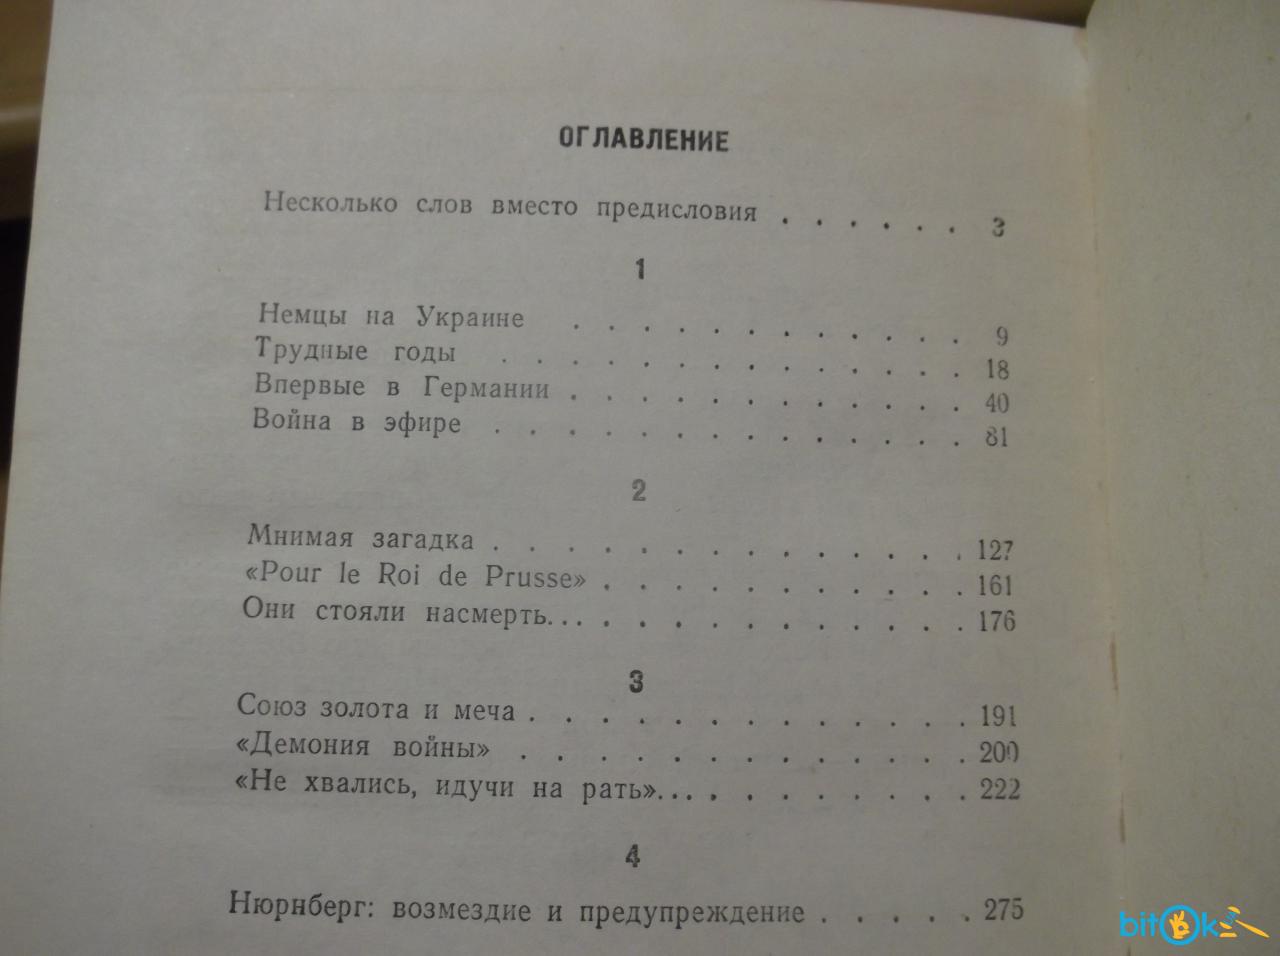 ОГЛАВЛЕНИЕ
Несколько слов вместо предисловия . . . . . . 3
1
Немцы на Украине . . . . . . . . . . . . 9
Трудные годы . . . . . . . . . . . . . 18
Впервые в Германии . . . . . . . . . . . 40
Война в эфире . . . . . . . . . . . . . 81
2
Мнимая загадка . . . . . . . . . . . . . 127
«Pour le Roi de Prusse» . . . . . . . . . . 161
Они стояли насмерть... . . . . . . . . . . . 176
3
Союз золота и меча . . . . . . . . . . . . 191
«Демония войны» . . . . . . . . . . . . . 200
«Не хвались, идучи на рать»... . . . . . . . . 222
4
Нюрнберг: возмездие и предупреждение . . . . . 275
bitOk